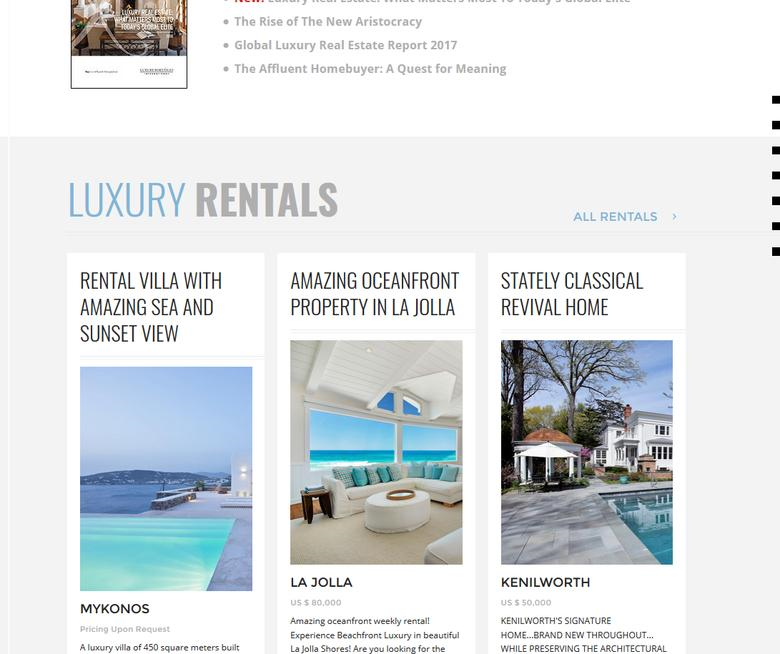 LUXURY REAL ESTATE:
WHAT MATTERS MOST TO
TODAY'S GLOBAL ELITE
New! Luxury Real Estate: What Matters Most To Today's Global Elite
The Rise of The New Aristocracy
Global Luxury Real Estate Report 2017
The Affluent Homebuyer: A Quest for Meaning
LUXURY RENTALS
ALL RENTALS >
RENTAL VILLA WITH
AMAZING SEA AND
SUNSET VIEW
MYKONOS
Pricing Upon Request
A luxury villa of 450 square meters built
AMAZING OCEANFRONT
PROPERTY IN LA JOLLA
LA JOLLA
US $ 80,000
Amazing oceanfront weekly rental!
Experience Beachfront Luxury in beautiful
La Jolla Shores! Are you looking for the
STATELY CLASSICAL
REVIVAL HOME
KENILWORTH
US $ 50,000
KENILWORTH'S SIGNATURE
HOME...BRAND NEW THROUGHOUT...
WHILE PRESERVING THE ARCHITECTURAL